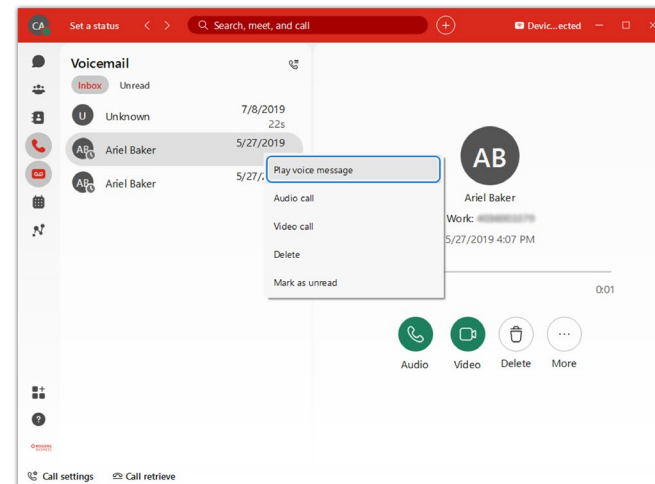 CA Set a status Search, meet, and call Devic...ected
Voicemail
Inbox Unread
U Unknown 7/8/2019
22s
AB Ariel Baker 5/27/2019
AB Ariel Baker 5/27/
Play voice message
Audio call
Video call
Delete
Mark as unread
AB
Ariel Baker
Work:
5/27/2019 4:07 PM
0:01
Audio Video Delete More
ROGERS
BUSINESS
Call settings Call retrieve